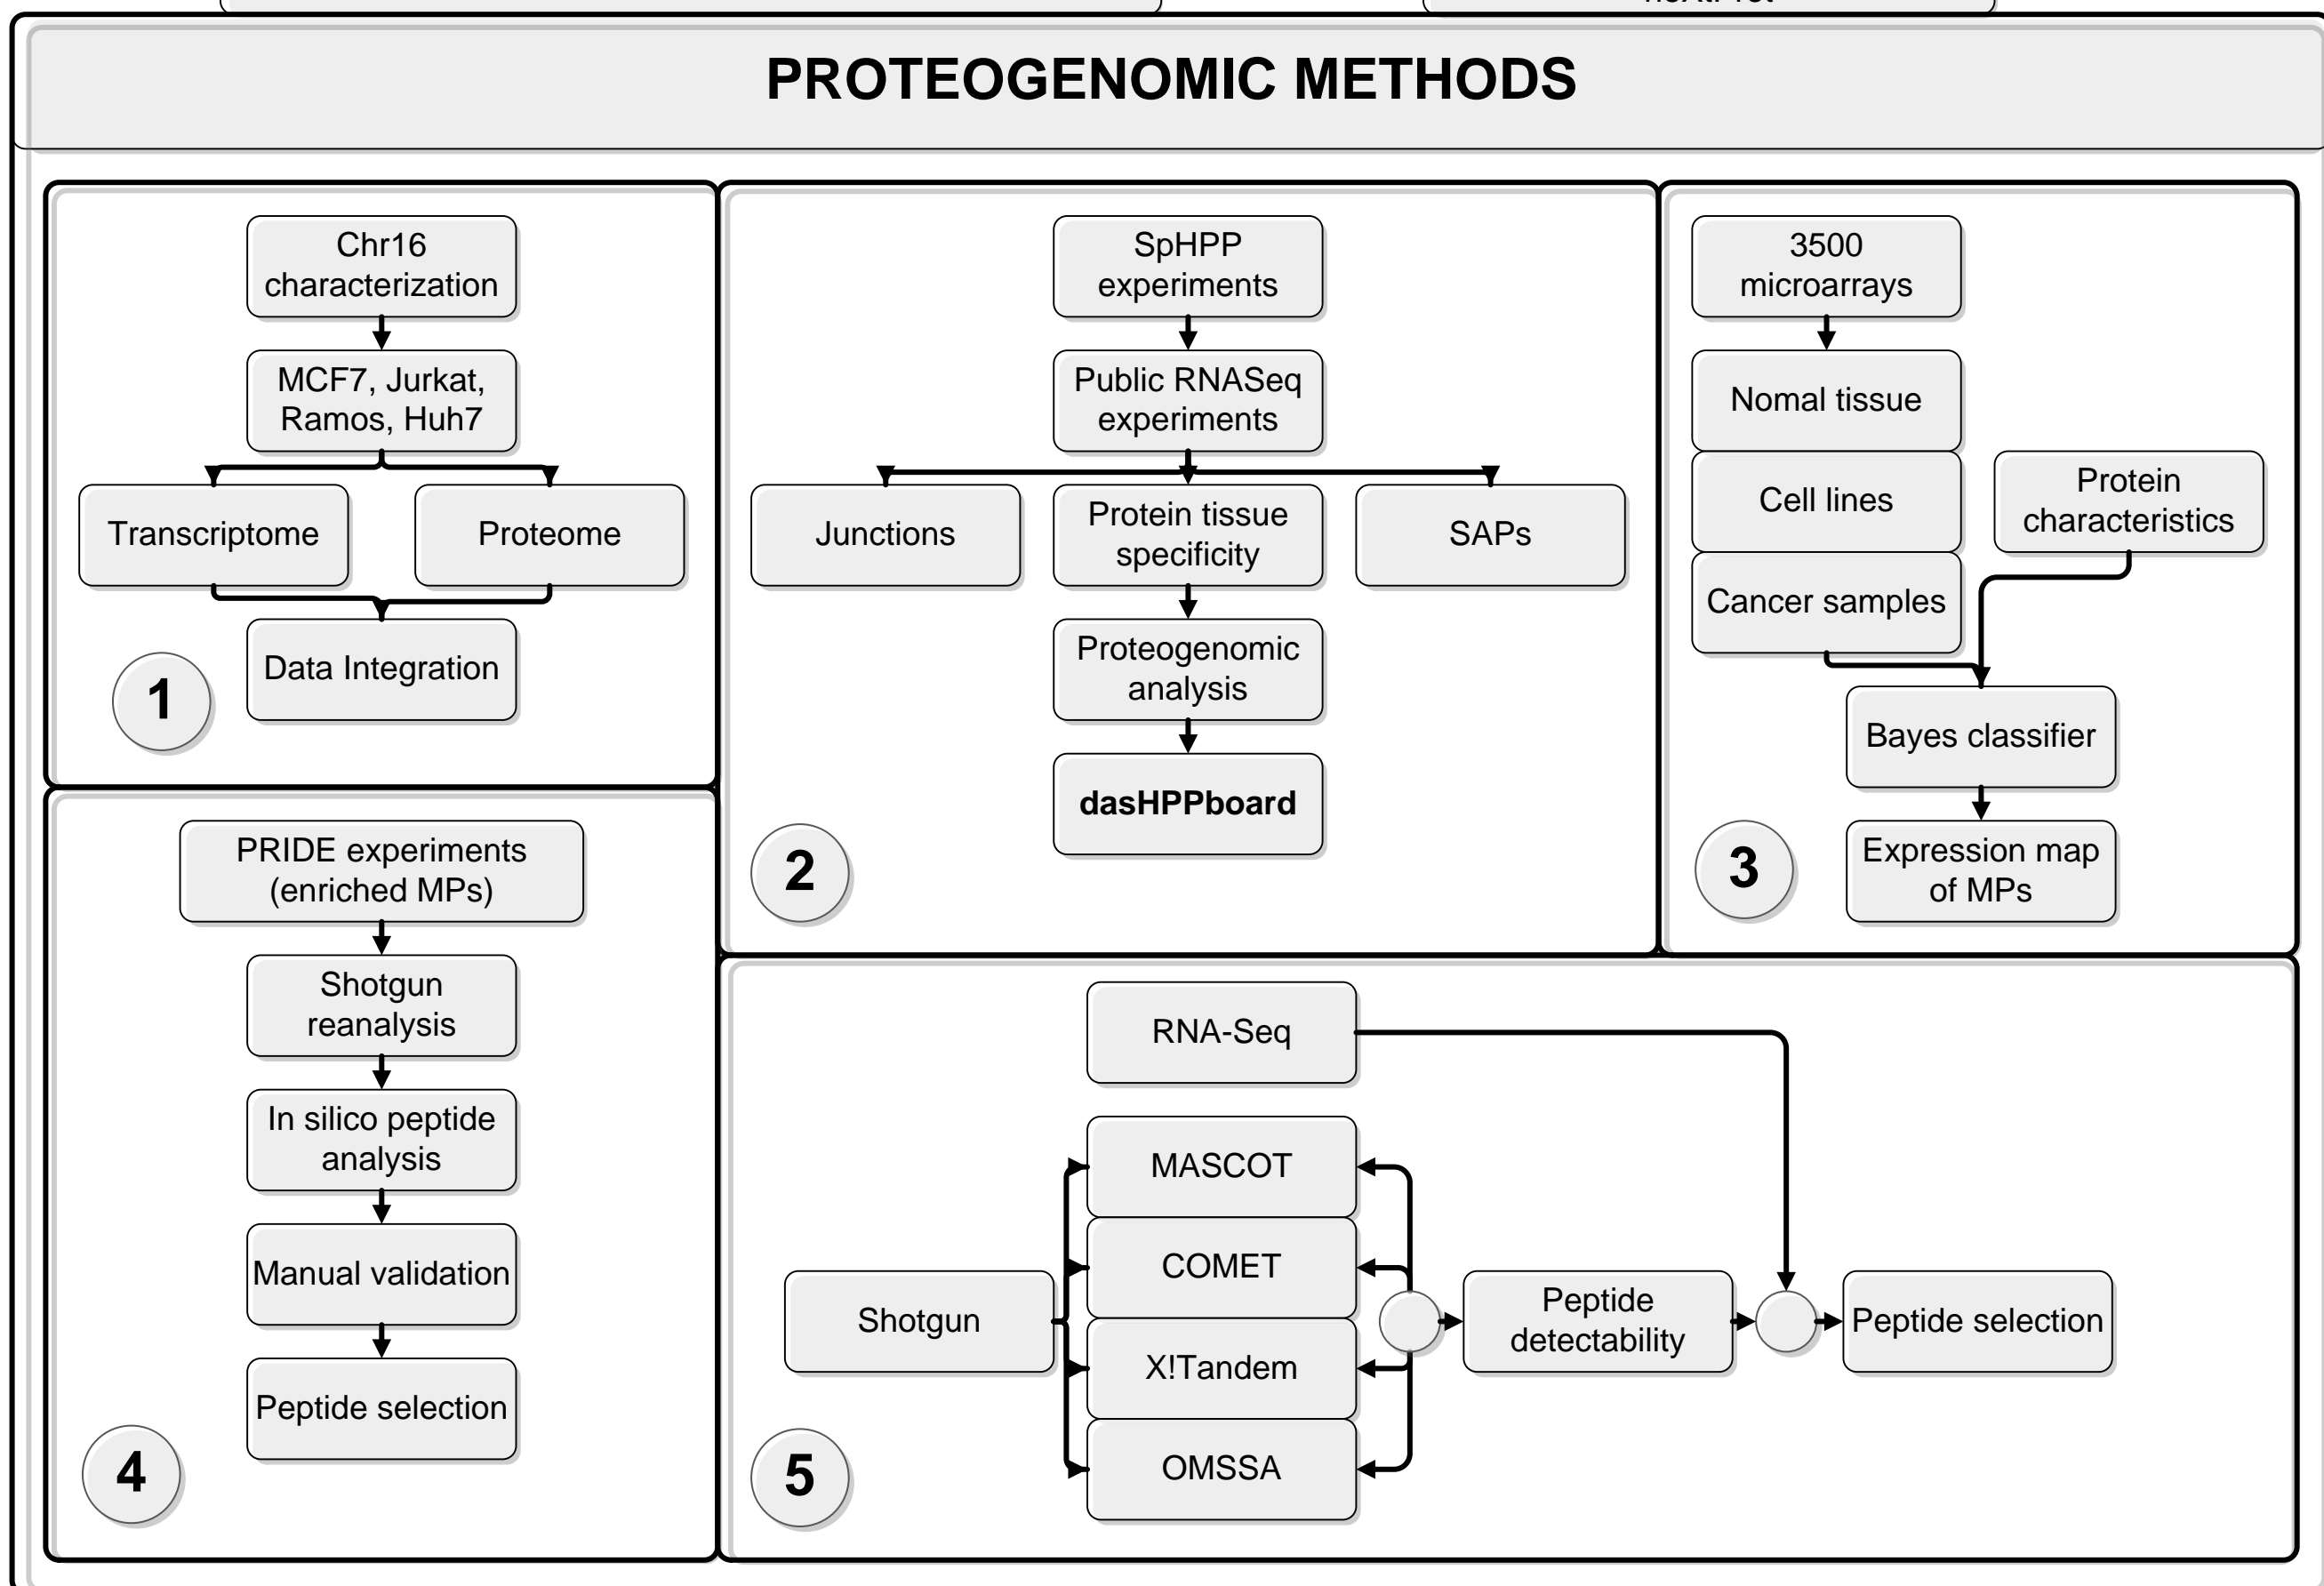 PROTEOGENOMIC METHODS
Chr16
characterization
MCF7, Jurkat,
Ramos, Huh7
Transcriptome
Proteome
Data Integration
1
SpHPP
experiments
Public RNASeq
experiments
Junctions
Protein tissue
specificity
SAPs
Proteogenomic
analysis
dasHPPboard
2
3500
microarrays
Nomal tissue
Cell lines
Cancer samples
Protein
characteristics
Bayes classifier
Expression map
of MPs
3
PRIDE experiments
(enriched MPs)
Shotgun
reanalysis
In silico peptide
analysis
Manual validation
Peptide selection
4
RNA-Seq
MASCOT
COMET
X!Tandem
OMSSA
Shotgun
Peptide
detectability
Peptide selection
5